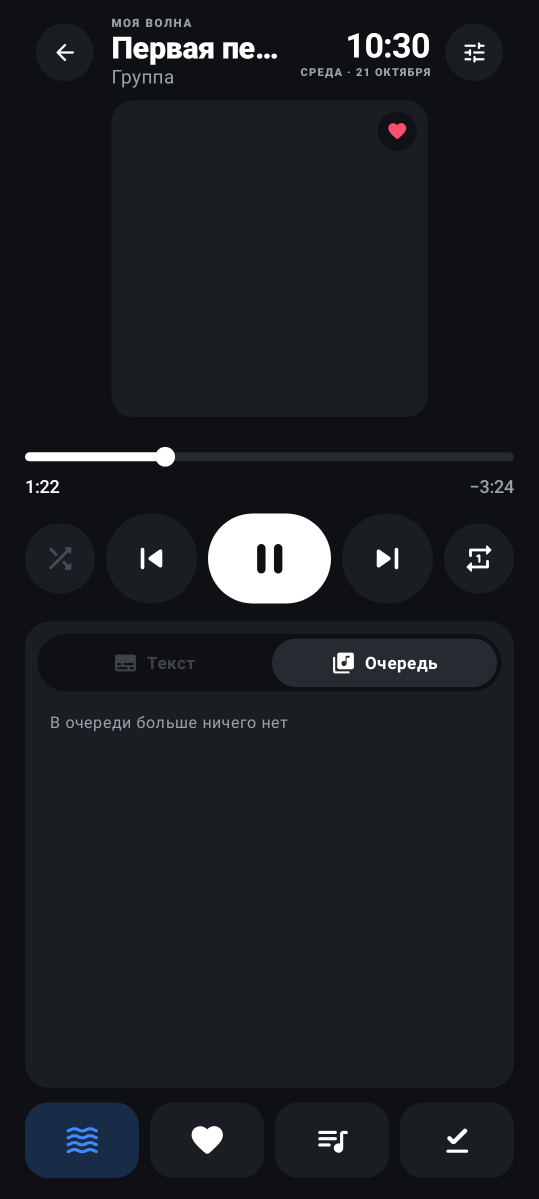 МОЯ ВОЛНА
Первая пе...
Группа
10:30
СРЕДА · 21 ОКТЯБРЯ
1:22
−3:24
1
Текст
Очередь
В очереди больше ничего нет